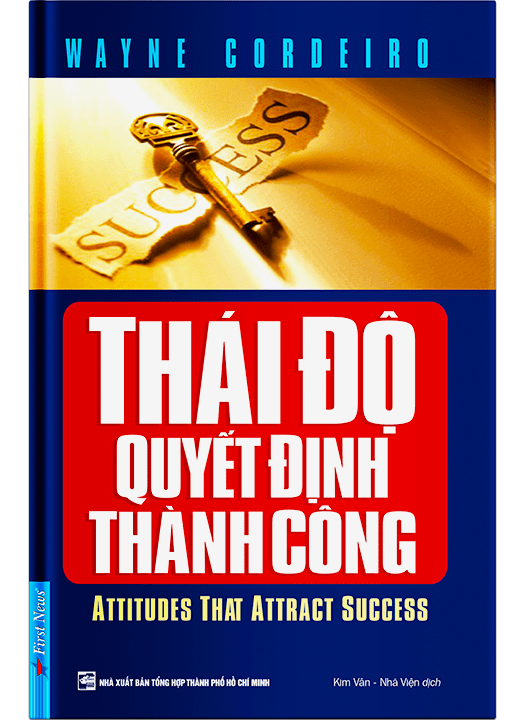 WAYNE CORDEIRO
SUCCESS
THÁI ĐỘ
QUYẾT ĐỊNH
THÀNH CÔNG
ATTITUDES THAT ATTRACT SUCCESS
First News
NHÀ XUẤT BẢN TỔNG HỢP THÀNH PHỐ HỒ CHÍ MINH
Kim Vân - Nhã Viện dịch